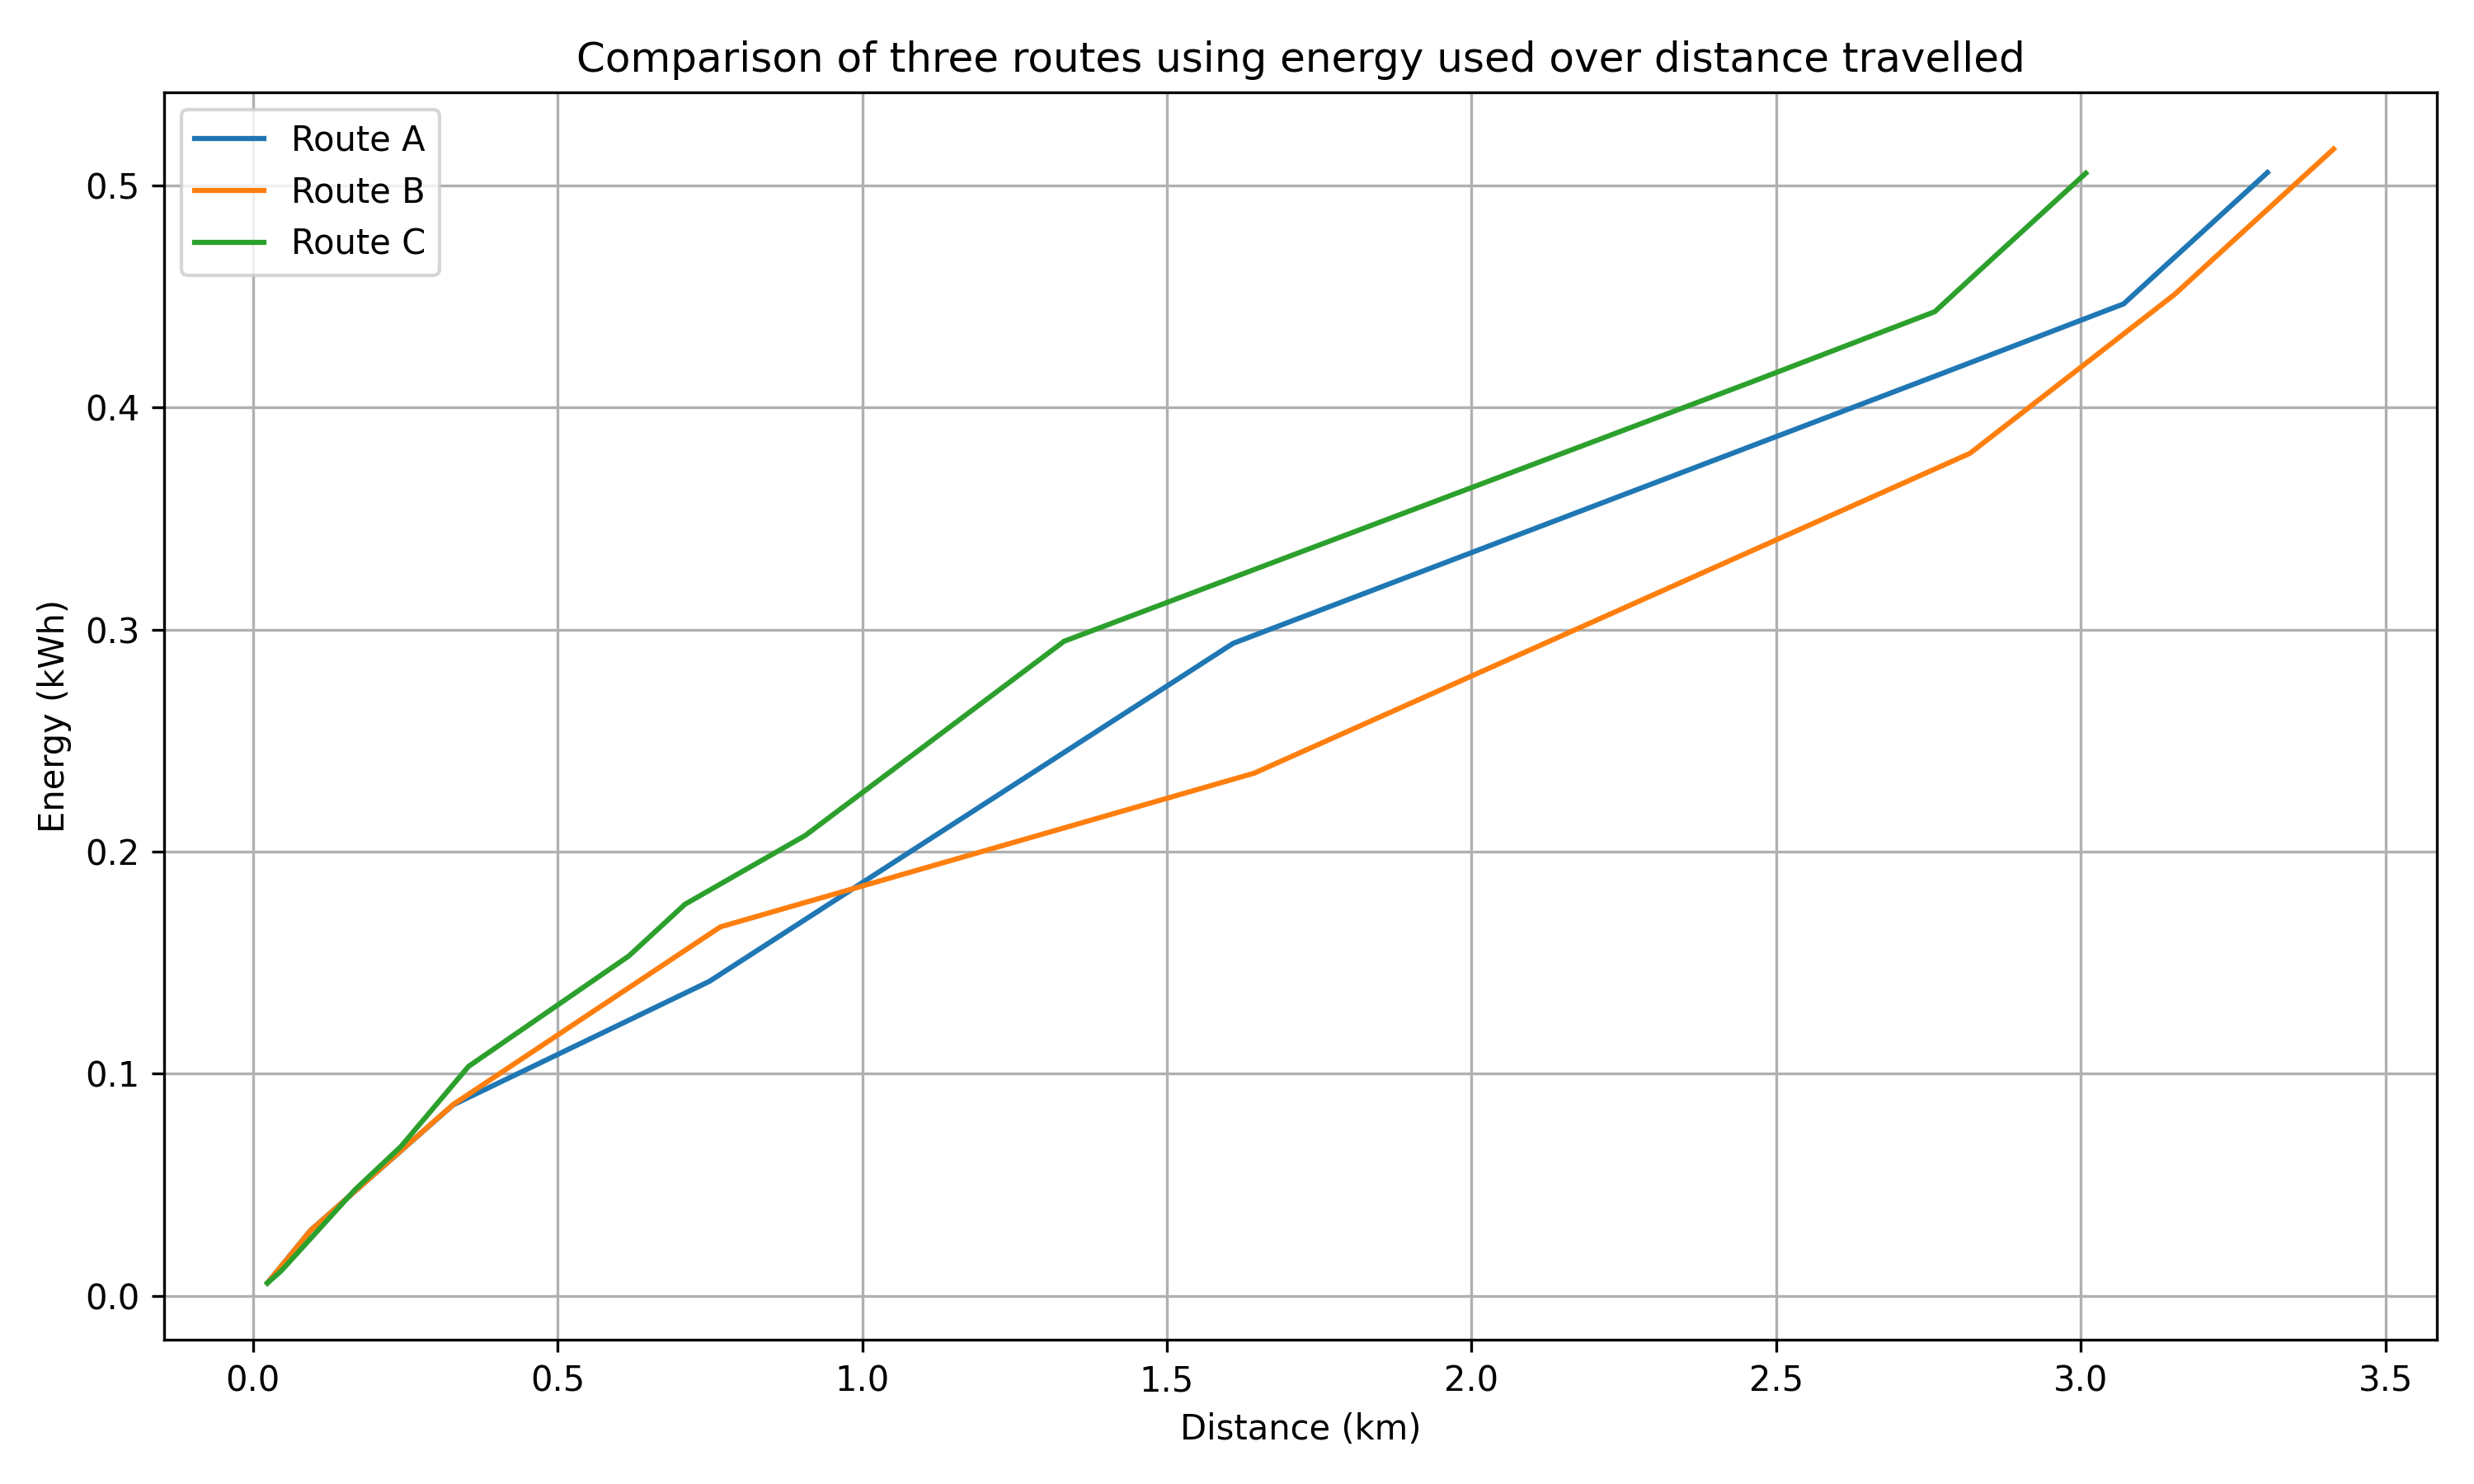 Comparison of three routes using energy used over distance travelled
Route A
Route B
Route C
0.5
0.4
0.3
0.2
0.1
0.0
Energy (kWh)
0.0 0.5 1.0 1.5 2.0 2.5 3.0 3.5
Distance (km)